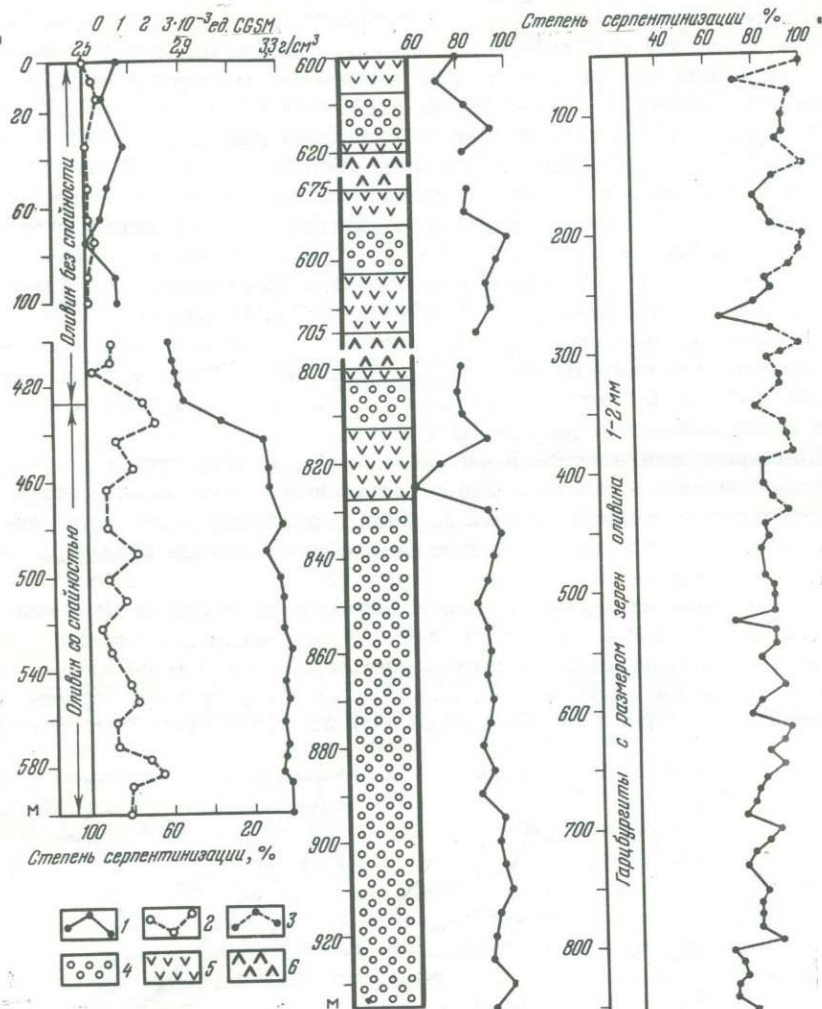 0 1 2 3·10⁻³ ед. CGSM
2,5 2,9 3,3 г/см³
0
20
60
100
420
460
500
540
580
м
Оливин без спайности
Оливин со спайностью
100 60 20
Степень серпентинизации, %
1 2 3
4 5 6
60 80 100
600
620
675
600
705
800
820
840
860
880
900
920
м
Степень серпентинизации %
60 40 80 100
100
200
300
400
500
600
700
800
Гарцбургиты с размером зерен оливина 1–2 мм